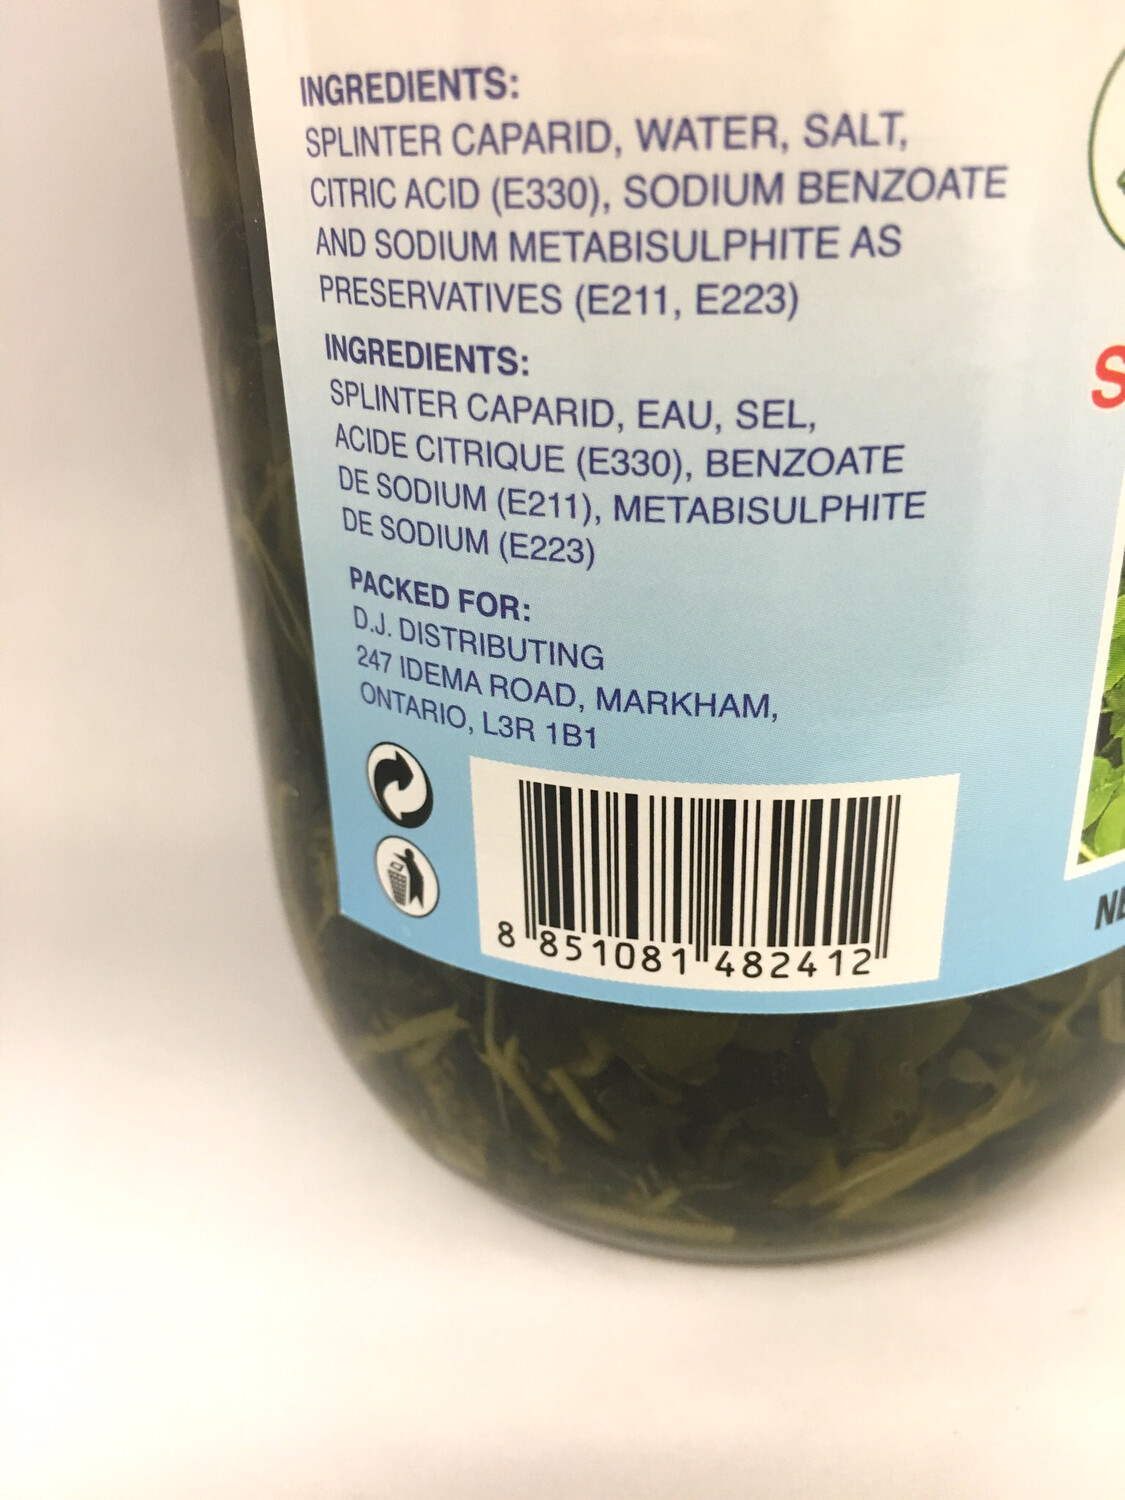 INGREDIENTS:
SPLINTER CAPARID, WATER, SALT,
CITRIC ACID (E330), SODIUM BENZOATE
AND SODIUM METABISULPHITE AS
PRESERVATIVES (E211, E223)
INGREDIENTS:
SPLINTER CAPARID, EAU, SEL,
ACIDE CITRIQUE (E330), BENZOATE
DE SODIUM (E211), METABISULPHITE
DE SODIUM (E223)
PACKED FOR:
D.J. DISTRIBUTING
247 IDEMA ROAD, MARKHAM,
ONTARIO, L3R 1B1
8 851081 482412